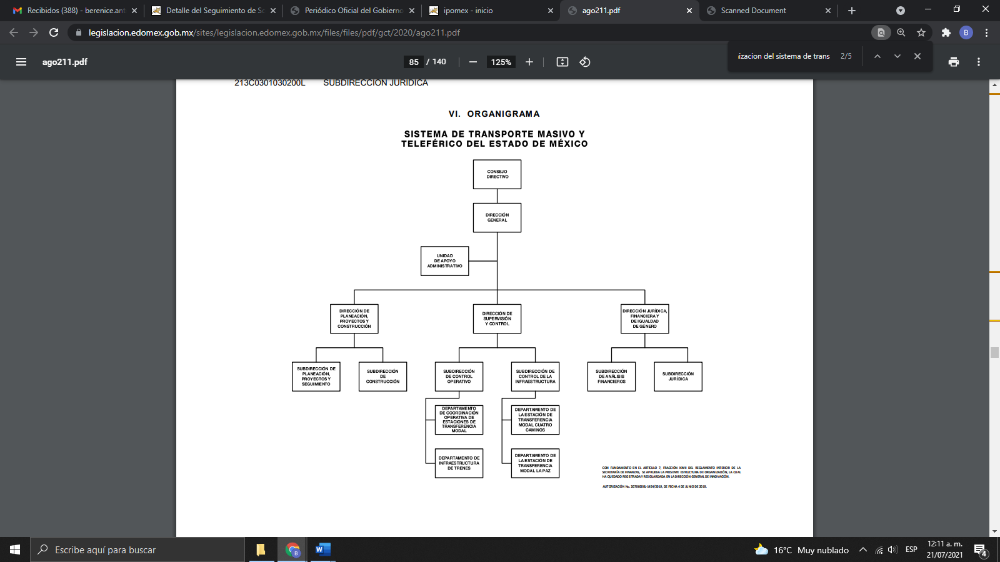 Recibidos (388) - berenice.ant
Detalle del Seguimiento de So
Periódico Oficial del Gobierno
ipomex - inicio
ago211.pdf
Scanned Document
legislacion.edomex.gob.mx/sites/legislacion.edomex.gob.mx/files/files/pdf/gct/2020/ago211.pdf
B
ago211.pdf
85 / 140
125%
izacion del sistema de trans
2/5
213C0301030200L SUBDIRECCIÓN JURÍDICA
VI. ORGANIGRAMA
SISTEMA DE TRANSPORTE MASIVO Y
TELEFÉRICO DEL ESTADO DE MÉXICO
CONSEJO
DIRECTIVO
DIRECCIÓN
GENERAL
UNIDAD
DE APOYO
ADMINISTRATIVO
DIRECCIÓN DE
PLANEACIÓN,
PROYECTOS Y
CONSTRUCCIÓN
DIRECCIÓN DE
SUPERVISIÓN
Y CONTROL
DIRECCIÓN JURÍDICA,
FINANCIERA Y
DE IGUALDAD
DE GÉNERO
SUBDIRECCIÓN DE
PLANEACIÓN,
PROYECTOS Y
SEGUIMIENTO
SUBDIRECCIÓN
DE
CONSTRUCCIÓN
SUBDIRECCIÓN
DE CONTROL
OPERATIVO
SUBDIRECCIÓN DE
CONTROL DE LA
INFRAESTRUCTURA
SUBDIRECCIÓN
DE ANÁLISIS
FINANCIEROS
SUBDIRECCIÓN
JURÍDICA
DEPARTAMENTO
DE COORDINACIÓN
OPERATIVA DE
ESTACIONES DE
TRANSFERENCIA
MODAL
DEPARTAMENTO DE
LA ESTACIÓN DE
TRANSFERENCIA
MODAL CUATRO
CAMINOS
DEPARTAMENTO DE
INFRAESTRUCTURA
DE TRENES
DEPARTAMENTO DE
LA ESTACIÓN DE
TRANSFERENCIA
MODAL LA PAZ
CON FUNDAMENTO EN EL ARTÍCULO 7, FRACCIÓN XXVII DEL REGLAMENTO INTERIOR DE LA
SECRETARÍA DE FINANZAS, SE APRUEBA LA PRESENTE ESTRUCTURA DE ORGANIZACIÓN, LA CUAL
HA QUEDADO REGISTRADA Y RESGUARDADA EN LA DIRECCIÓN GENERAL DE INNOVACIÓN.
AUTORIZACIÓN No. 20706000L-1454/2019, DE FECHA 4 DE JUNIO DE 2019.
Escribe aquí para buscar
B
W
16°C Muy nublado
ESP
12:11 a. m.
21/07/2021
4